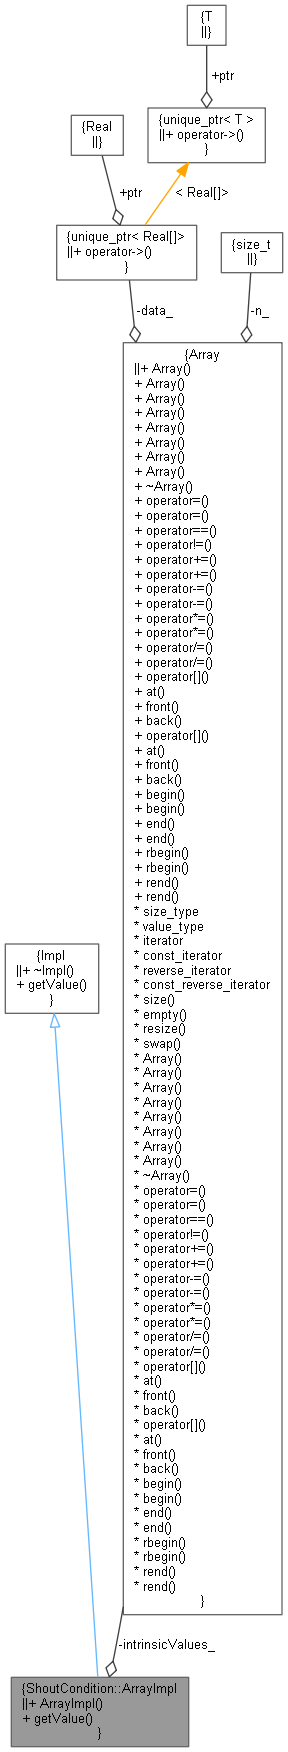 {T
||}
+ptr
{unique_ptr< T >
||+ operator->()
}
{Real
||}
+ptr
< Real[]>
{unique_ptr< Real[]>
||+ operator->()
}
{size_t
||}
-data_
-n_
{Array
||+ Array()
+ Array()
+ Array()
+ Array()
+ Array()
+ Array()
+ Array()
+ Array()
+ ~Array()
+ operator=()
+ operator=()
+ operator==()
+ operator!=()
+ operator+=()
+ operator+=()
+ operator-=()
+ operator-=()
+ operator*=()
+ operator*=()
+ operator/=()
+ operator/=()
+ operator[]()
+ at()
+ front()
+ back()
+ operator[]()
+ at()
+ front()
+ back()
+ begin()
+ begin()
+ end()
+ end()
+ rbegin()
+ rbegin()
+ rend()
+ rend()
* size_type
* value_type
* iterator
* const_iterator
* reverse_iterator
* const_reverse_iterator
* size()
* empty()
* resize()
* swap()
* Array()
* Array()
* Array()
* Array()
* Array()
* Array()
* Array()
* Array()
* ~Array()
* operator=()
* operator=()
* operator==()
* operator!=()
* operator+=()
* operator+=()
* operator-=()
* operator-=()
* operator*=()
* operator*=()
* operator/=()
* operator/=()
* operator[]()
* at()
* front()
* back()
* operator[]()
* at()
* front()
* back()
* begin()
* begin()
* end()
* end()
* rbegin()
* rbegin()
* rend()
* rend()
}
{Impl
||+ ~Impl()
+ getValue()
}
-intrinsicValues_
{ShoutCondition::ArrayImpl
||+ ArrayImpl()
+ getValue()
}